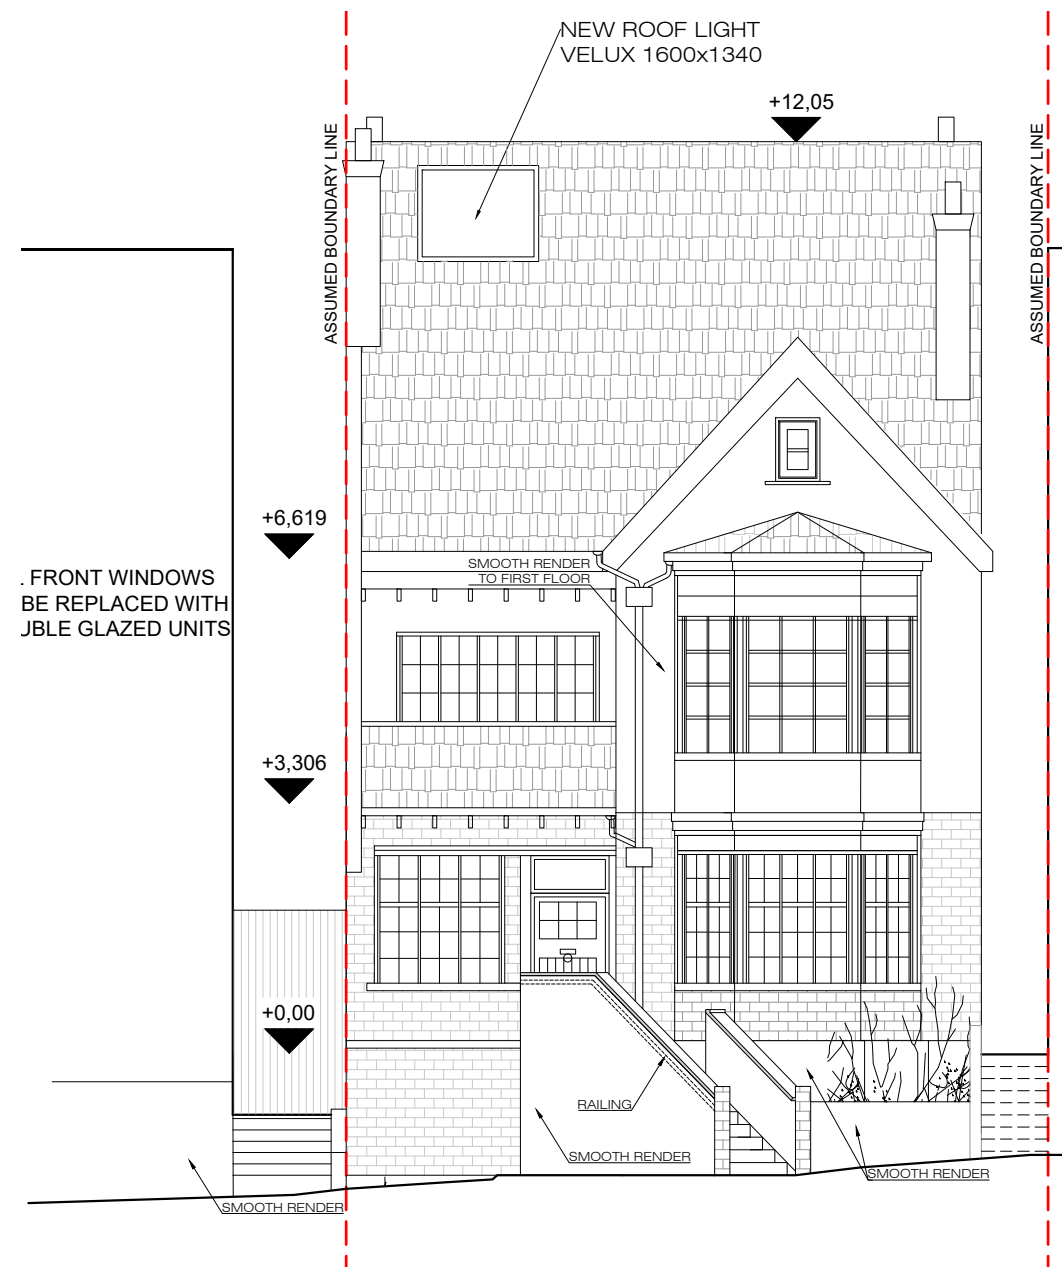 NEW ROOF LIGHT
VELUX 1600x1340
+12,05
ASSUMED BOUNDARY LINE
ASSUMED BOUNDARY LINE
+6,619
SMOOTH RENDER
TO FIRST FLOOR
FRONT WINDOWS
BE REPLACED WITH
UBLE GLAZED UNITS
+3,306
+0,00
RAILING
SMOOTH RENDER
SMOOTH RENDER
SMOOTH RENDER